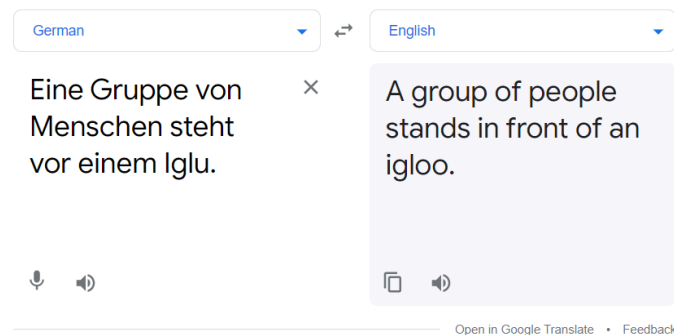 German English
Eine Gruppe von
Menschen steht
vor einem Iglu.
A group of people
stands in front of an
igloo.
Open in Google Translate • Feedback